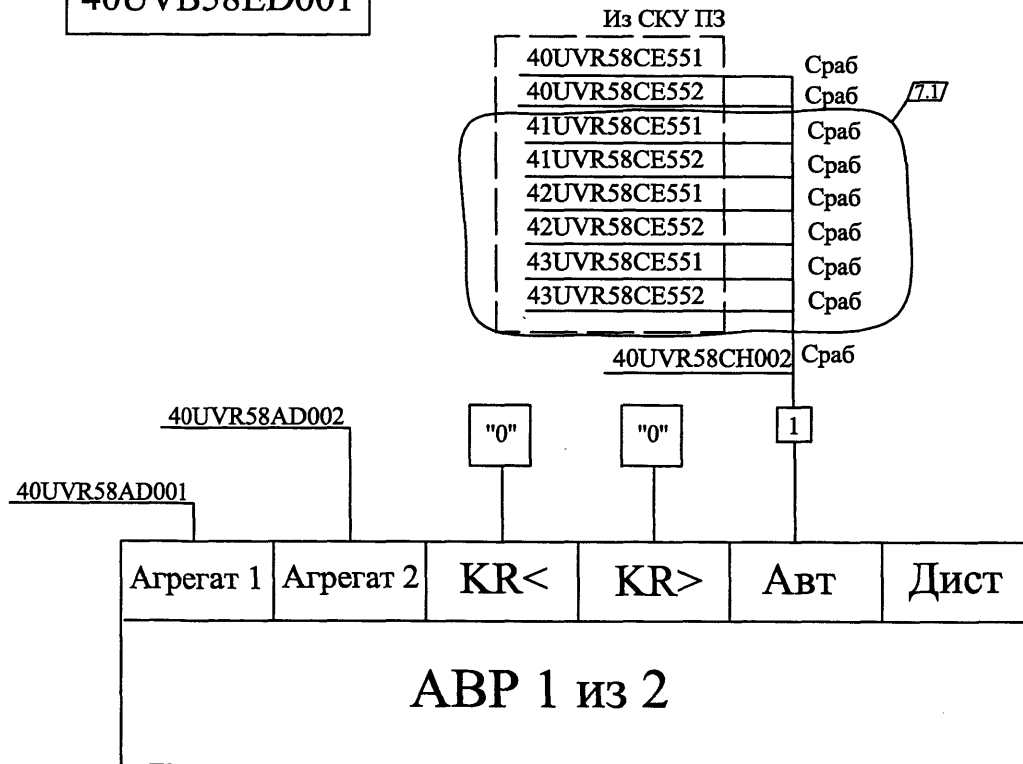 40UVB58ED001
Из СКУ ПЗ
40UVR58CE551 Сраб
40UVR58CE552 Сраб
7.1
41UVR58CE551 Сраб
41UVR58CE552 Сраб
42UVR58CE551 Сраб
42UVR58CE552 Сраб
43UVR58CE551 Сраб
43UVR58CE552 Сраб
40UVR58CH002 Сраб
40UVR58AD002 "0" "0" 1
40UVR58AD001
Агрегат 1 Агрегат 2 KR< KR> Авт Дист
АВР 1 из 2